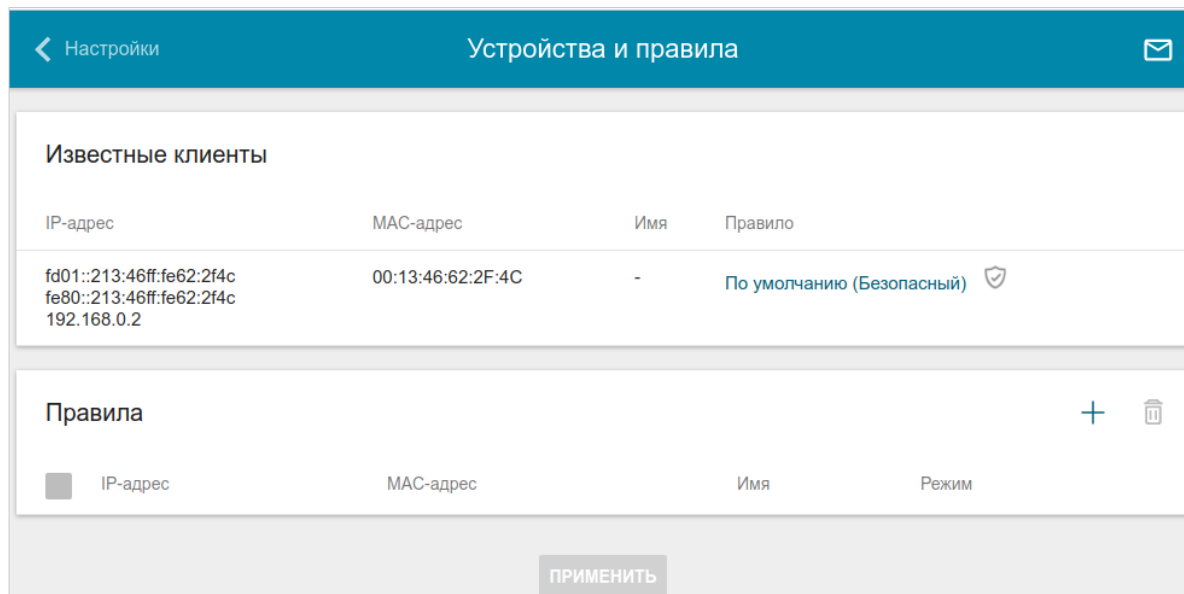 Настройки
Устройства и правила
Известные клиенты
IP-адрес MAC-адрес Имя Правило
fd01::213:46ff:fe62:2f4c 00:13:46:62:2F:4C - По умолчанию (Безопасный)
fe80::213:46ff:fe62:2f4c
192.168.0.2
Правила
IP-адрес MAC-адрес Имя Режим
ПРИМЕНИТЬ